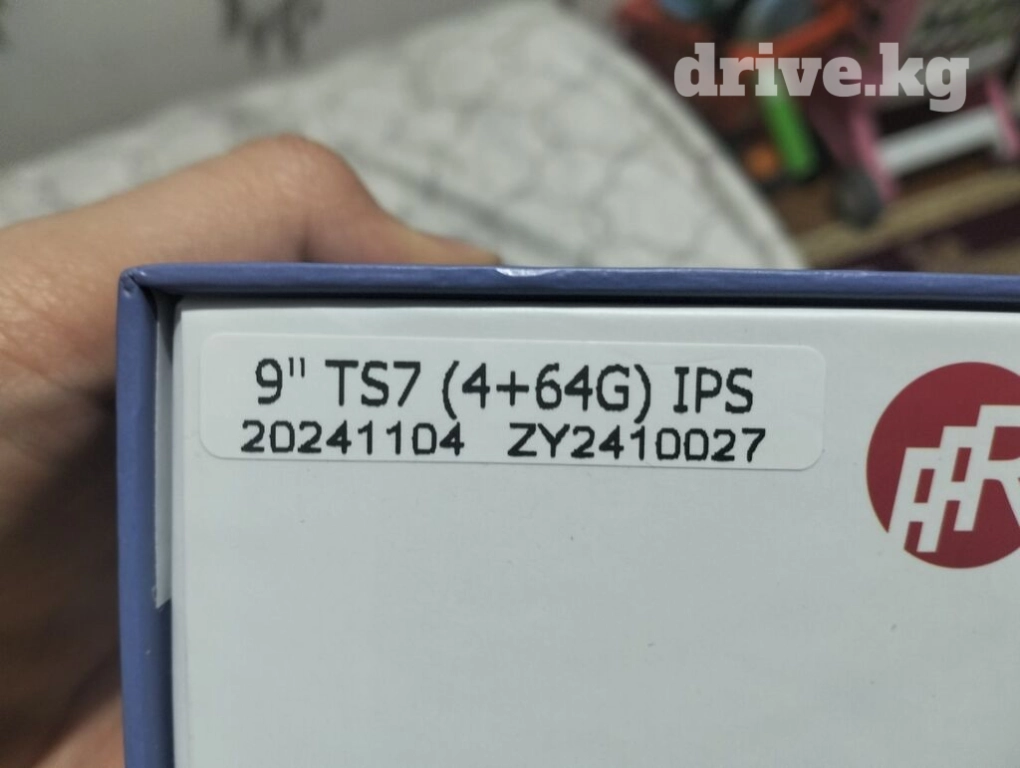 drive.kg
9" TS7 (4+64G) IPS
20241104 ZY2410027